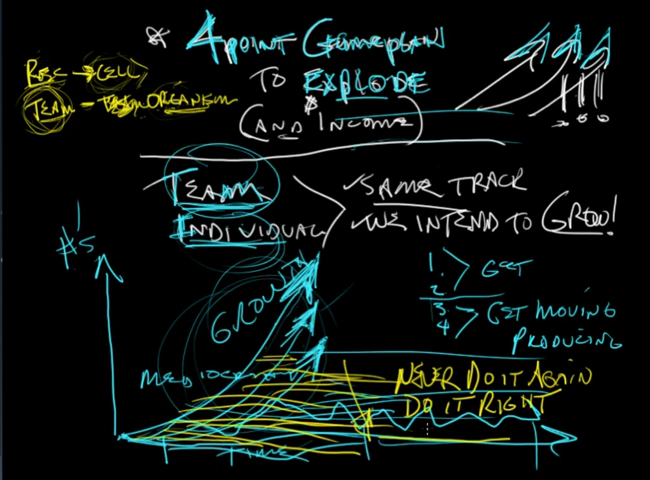 * 4 POINT GAMEPLAN
TO EXPLODE
(AND INCOME)
REC → CELL
TEAM - ORGANISM
TEAM
INDIVIDUAL
✓ SAME TRACK
✓ WE INTEND TO GROW!
#'S
GROWTH
1. 2. > GET
3 4 > GET MOVING
PRODUCING
MEDIOCRITY
NEVER DO IT AGAIN
DO IT RIGHT
TIME